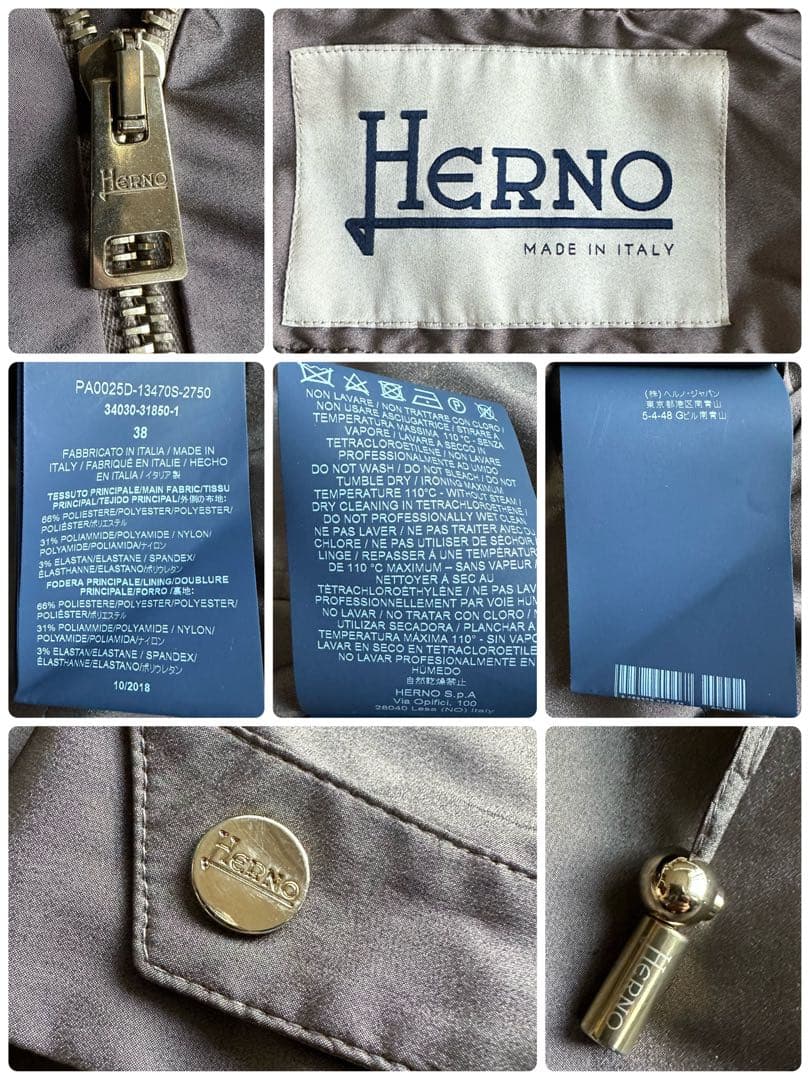 HERNO
HERNO
MADE IN ITALY
PA0025D-13470S-2750
34030-31850-1
38
FABBRICATO IN ITALIA / MADE IN
ITALY / FABRIQUÉ EN ITALIE / HECHO
EN ITALIA / イタリア製
TESSUTO PRINCIPALE/MAIN FABRIC/TISSU
PRINCIPAL/TEJIDO PRINCIPAL/外側の布地:
66% POLIESTERE/POLYESTER/POLYESTER/
POLIÉSTER/ポリエステル
31% POLIAMMIDE/POLYAMIDE / NYLON/
POLYAMIDE/POLIAMIDA/ナイロン
3% ELASTAN/ELASTANE / SPANDEX/
ÉLASTHANNE/ELASTANO/ポリウレタン
FODERA PRINCIPALE/LINING/DOUBLURE
PRINCIPALE/FORRO /裏地:
66% POLIESTERE/POLYESTER/POLYESTER/
POLIÉSTER/ポリエステル
31% POLIAMMIDE/POLYAMIDE / NYLON/
POLYAMIDE/POLIAMIDA/ナイロン
3% ELASTAN/ELASTANE / SPANDEX/
ÉLASTHANNE/ELASTANO/ポリウレタン
10/2018
NON LAVARE / NON TRATTARE CON CLORO /
NON USARE ASCIUGATRICE / STIRARE A
TEMPERATURA MASSIMA 110 °C - SENZA
VAPORE / LAVARE A SECCO IN
TETRACLOROETILENE / NON LAVARE
PROFESSIONALMENTE AD UMIDO
DO NOT WASH / DO NOT BLEACH / DO NOT
TUMBLE DRY / IRONING MAXIMUM
TEMPERATURE 110°C - WITHOUT STEAM /
DRY CLEANING IN TETRACHLOROETHENE /
DO NOT PROFESSIONALLY WET CLEAN
NE PAS LAVER / NE PAS TRAITER AVEC DU
CHLORE / NE PAS UTILISER DE SÉCHOIR
LINGE / REPASSER À UNE TEMPÉRATUR
DE 110 °C MAXIMUM – SANS VAPEUR /
NETTOYER À SEC AU
TÉTRACHLOROÉTHYLÈNE / NE PAS LAV
PROFESSIONNELLEMENT PAR VOIE HU
NO LAVAR / NO TRATAR CON CLORO / N
UTILIZAR SECADORA / PLANCHAR A
TEMPERATURA MÁXIMA 110° - SIN VAPO
LAVAR EN SECO EN TETRACLOROETILE
NO LAVAR PROFESIONALMENTE EN
HÚMEDO
自然乾燥禁止
HERNO S.p.A
Via Opifici, 100
28040 Lesa (NO) Italy
(株) ヘルノ・ジャパン
東京都港区南青山
5-4-48 Gビル南青山
HERNO
HERNO